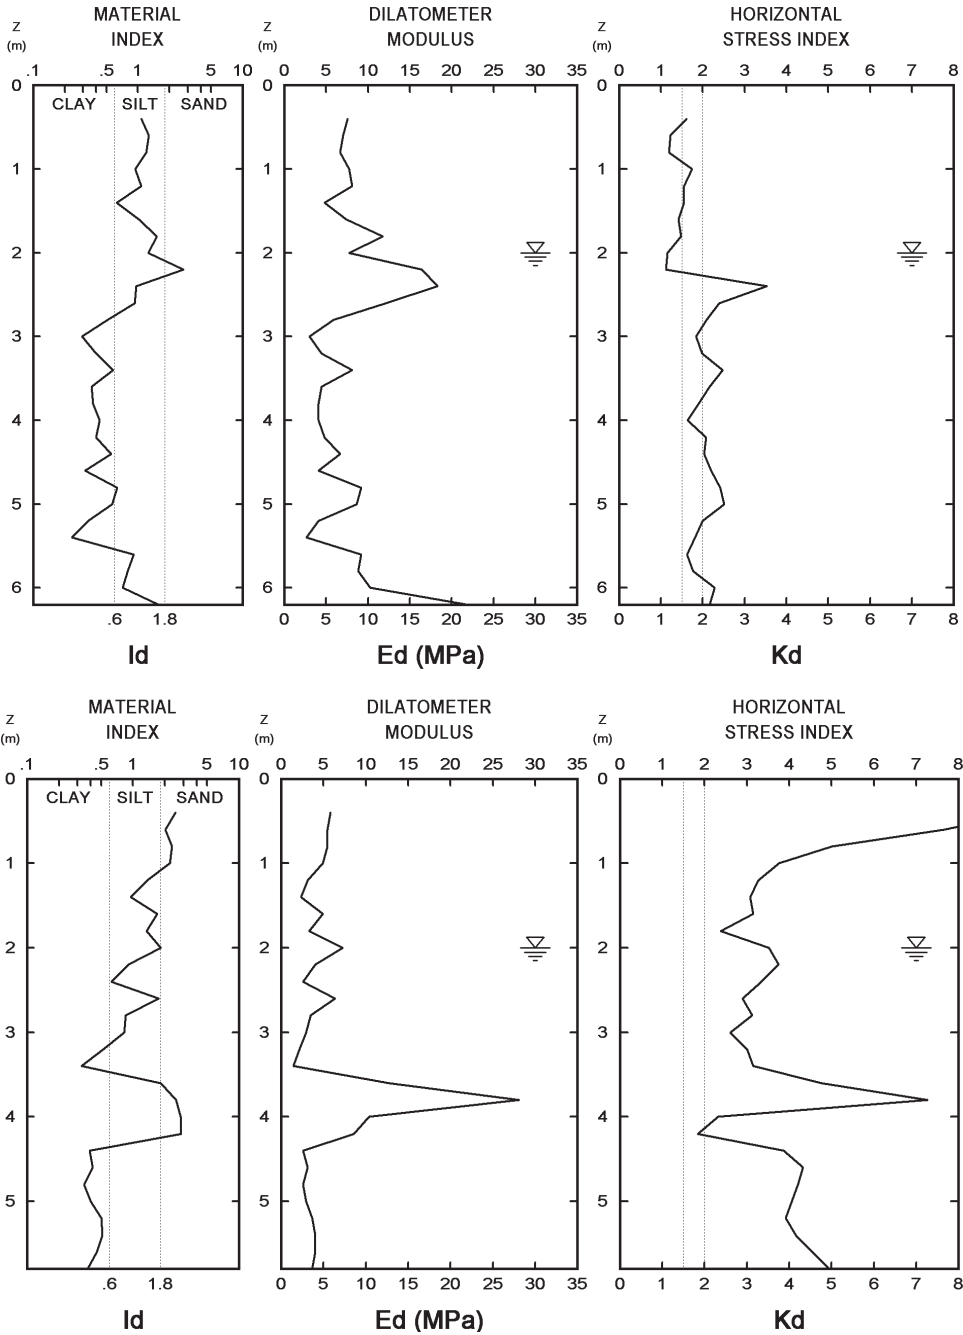 MATERIAL INDEX
DILATOMETER MODULUS
HORIZONTAL STRESS INDEX
Z (m)
Z (m)
.1 .5 1 5 10
0 5 10 15 20 25 30 35
0 1 2 3 4 5 6 7 8
CLAY SILT SAND
0 0 0
1 1 1
2 2 2
3 3 3
4 4 4
5 5 5
6 6 6
.6 1.8
0 5 10 15 20 25 30 35
0 1 2 3 4 5 6 7 8
Id
Ed (MPa)
Kd
MATERIAL INDEX
DILATOMETER MODULUS
HORIZONTAL STRESS INDEX
Z (m)
Z (m)
.1 .5 1 5 10
0 5 10 15 20 25 30 35
0 1 2 3 4 5 6 7 8
CLAY SILT SAND
0 0
1 1
2 2
3 3
4 4
5 5
.6 1.8
0 5 10 15 20 25 30 35
0 1 2 3 4 5 6 7 8
Id
Ed (MPa)
Kd